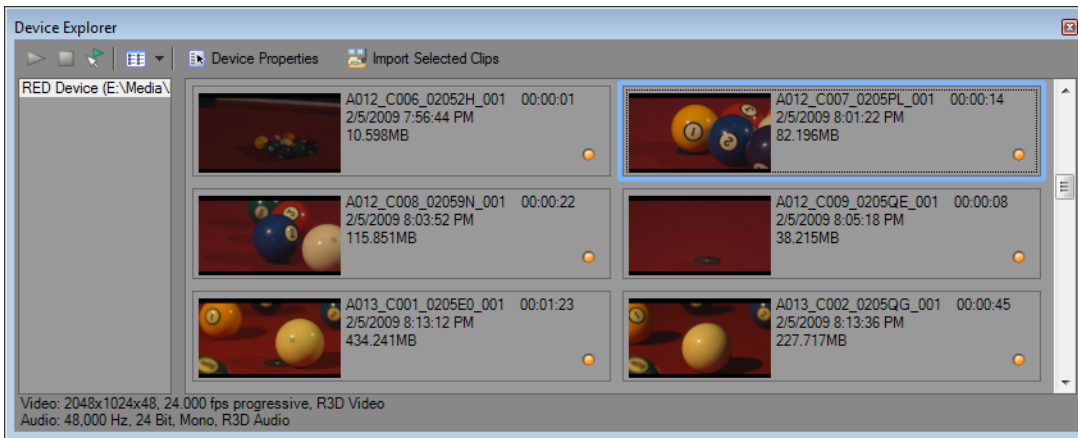 Device Explorer
Device Properties
Import Selected Clips
RED Device (E:\Media\
A012_C006_02052H_001 00:00:01
2/5/2009 7:56:44 PM
10.598MB
A012_C007_0205PL_001 00:00:14
2/5/2009 8:01:22 PM
82.196MB
A012_C008_02059N_001 00:00:22
2/5/2009 8:03:52 PM
115.851MB
A012_C009_0205QE_001 00:00:08
2/5/2009 8:05:18 PM
38.215MB
A013_C001_0205E0_001 00:01:23
2/5/2009 8:13:12 PM
434.241MB
A013_C002_0205QG_001 00:00:45
2/5/2009 8:13:36 PM
227.717MB
Video: 2048x1024x48, 24.000 fps progressive, R3D Video
Audio: 48,000 Hz, 24 Bit, Mono, R3D Audio